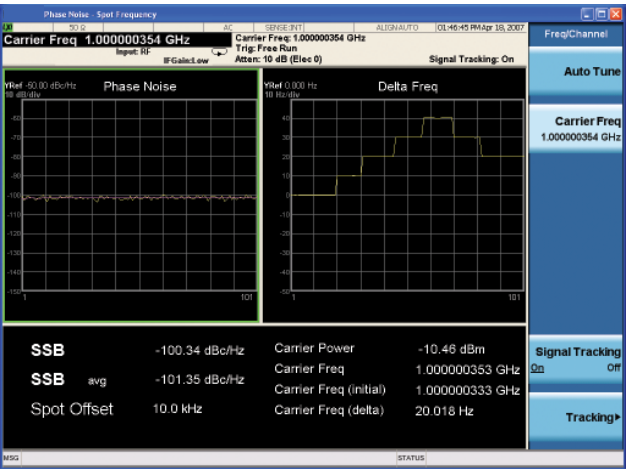 Phase Noise - Spot Frequency
50 Ω AC SENSE:INT ALIGN AUTO 01:46:45 PM Apr 18, 2007
Carrier Freq 1.000000354 GHz
Input: RF
IFGain:Low
Carrier Freq: 1.000000354 GHz
Trig: Free Run
Atten: 10 dB (Elec 0)
Signal Tracking: On
YRef -50.00 dBc/Hz
10 dB/div
Phase Noise
-60
-70
-80
-90
-100
-110
-120
-130
-140
-150
1 101
YRef 0.000 Hz
10 Hz/div
Delta Freq
40
30
20
10
0
-10
-20
-30
-40
-50
1 101
SSB -100.34 dBc/Hz
SSB avg -101.35 dBc/Hz
Spot Offset 10.0 kHz
Carrier Power -10.46 dBm
Carrier Freq 1.000000353 GHz
Carrier Freq (initial) 1.000000333 GHz
Carrier Freq (delta) 20.018 Hz
Freq/Channel
Auto Tune
Carrier Freq
1.000000354 GHz
Signal Tracking
On Off
Tracking
MSG STATUS